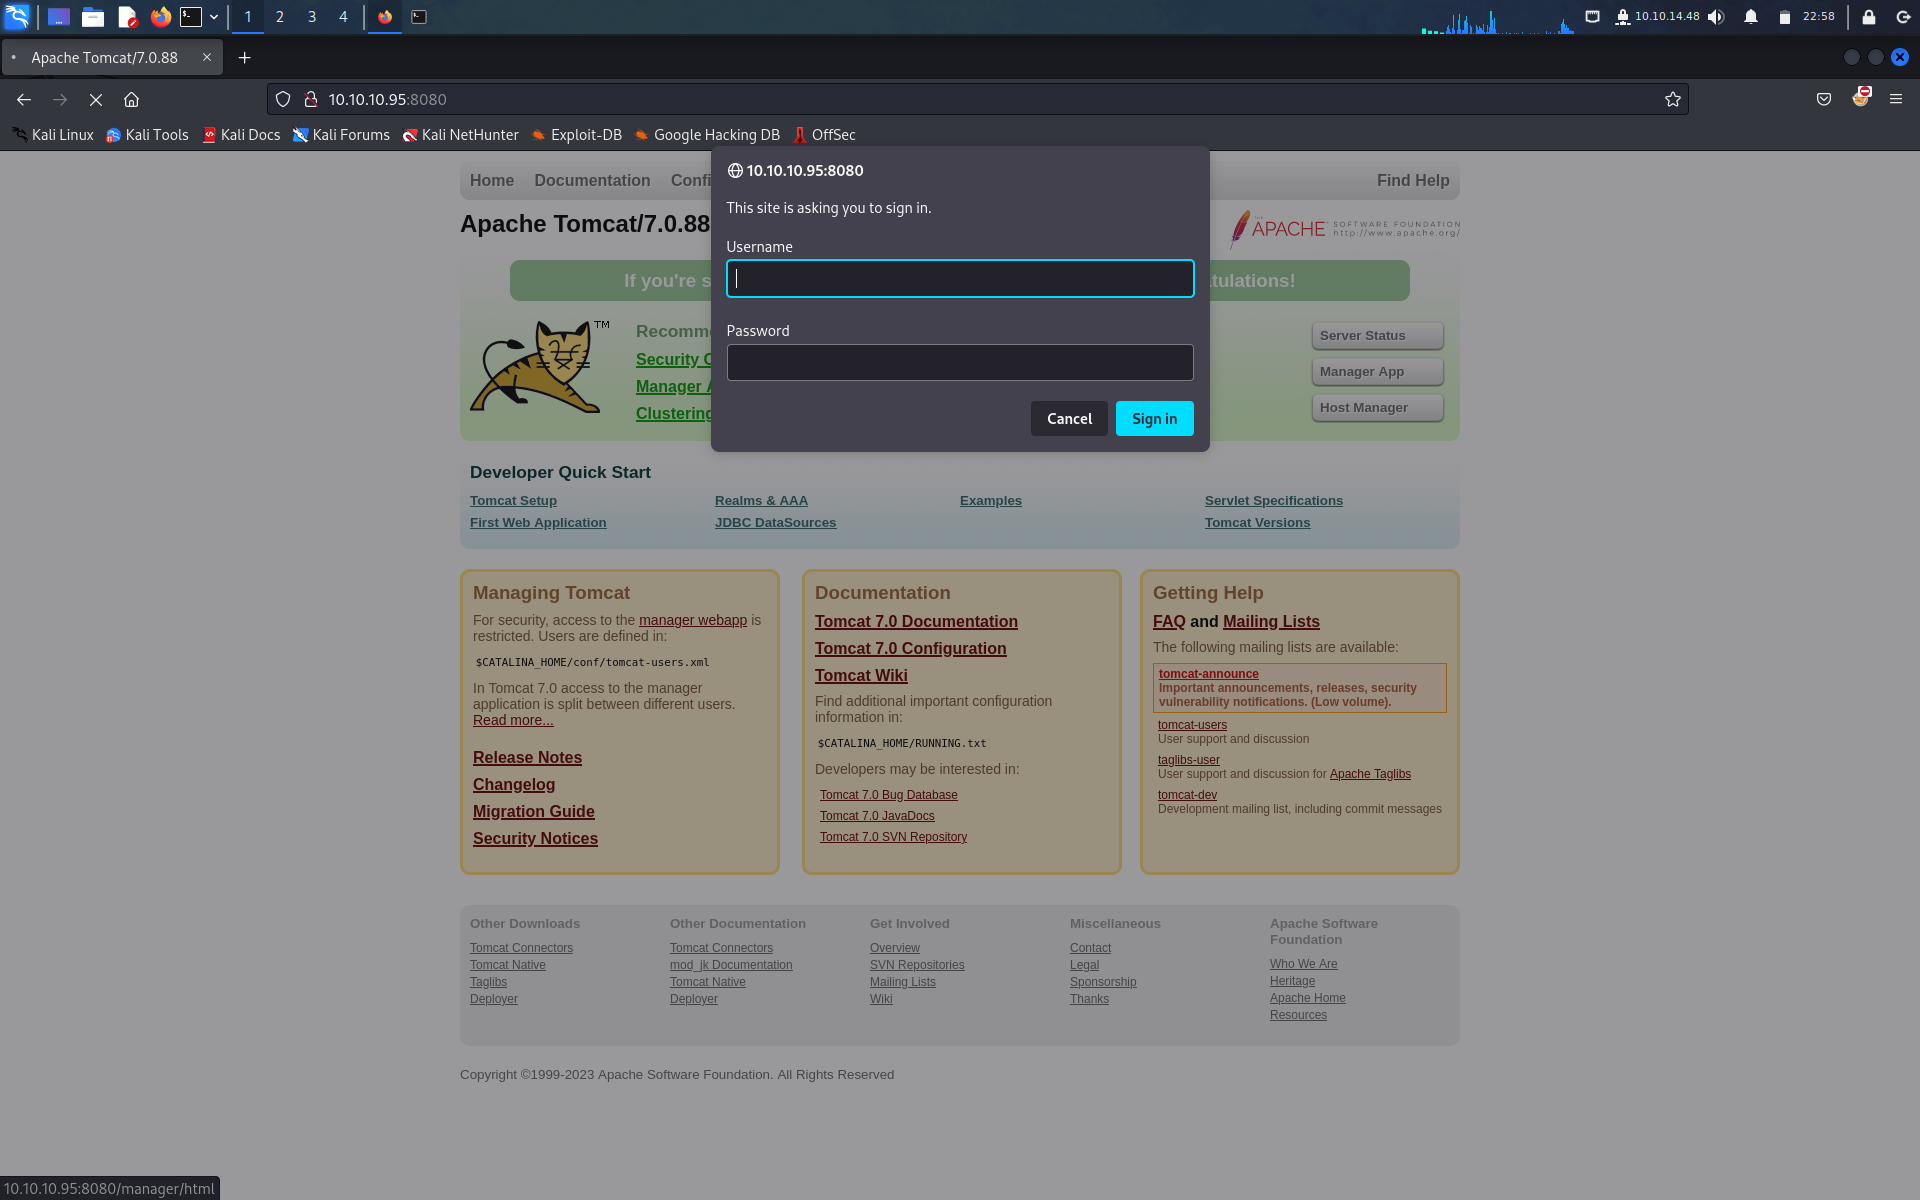 1 2 3 4
10.10.14.48
22:58
Apache Tomcat/7.0.88
10.10.10.95:8080
Kali Linux Kali Tools Kali Docs Kali Forums Kali NetHunter Exploit-DB Google Hacking DB OffSec
Home Documentation Confi
Find Help
10.10.10.95:8080
This site is asking you to sign in.
Username
Password
Cancel Sign in
Apache Tomcat/7.0.88
THE
APACHE™ SOFTWARE FOUNDATION
http://www.apache.org/
If you're s
tulations!
TM
Recomm
Security C
Manager A
Clustering
Server Status
Manager App
Host Manager
Developer Quick Start
Tomcat Setup Realms & AAA Examples Servlet Specifications
First Web Application JDBC DataSources Tomcat Versions
Managing Tomcat
For security, access to the manager webapp is
restricted. Users are defined in:
$CATALINA_HOME/conf/tomcat-users.xml
In Tomcat 7.0 access to the manager
application is split between different users.
Read more...
Release Notes
Changelog
Migration Guide
Security Notices
Documentation
Tomcat 7.0 Documentation
Tomcat 7.0 Configuration
Tomcat Wiki
Find additional important configuration
information in:
$CATALINA_HOME/RUNNING.txt
Developers may be interested in:
Tomcat 7.0 Bug Database
Tomcat 7.0 JavaDocs
Tomcat 7.0 SVN Repository
Getting Help
FAQ and Mailing Lists
The following mailing lists are available:
tomcat-announce
Important announcements, releases, security
vulnerability notifications. (Low volume).
tomcat-users
User support and discussion
taglibs-user
User support and discussion for Apache Taglibs
tomcat-dev
Development mailing list, including commit messages
Other Downloads
Tomcat Connectors
Tomcat Native
Taglibs
Deployer
Other Documentation
Tomcat Connectors
mod_jk Documentation
Tomcat Native
Deployer
Get Involved
Overview
SVN Repositories
Mailing Lists
Wiki
Miscellaneous
Contact
Legal
Sponsorship
Thanks
Apache Software
Foundation
Who We Are
Heritage
Apache Home
Resources
Copyright ©1999-2023 Apache Software Foundation. All Rights Reserved
10.10.10.95:8080/manager/html